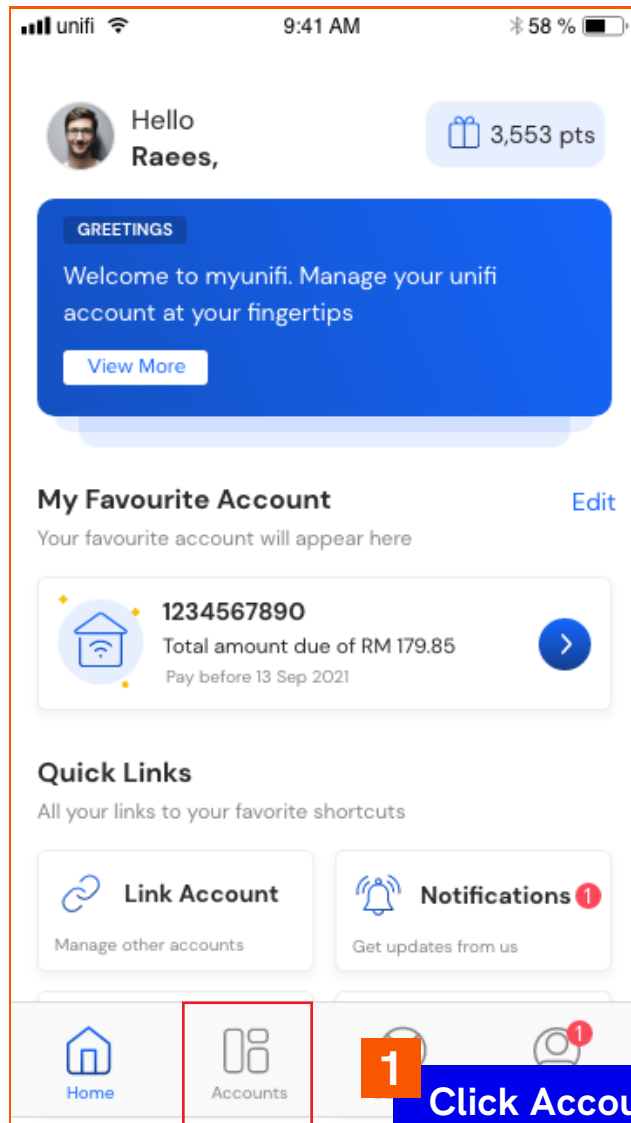 unifi 9:41 AM 58 %
Hello
Raees,
3,553 pts
GREETINGS
Welcome to myunifi. Manage your unifi
account at your fingertips
View More
My Favourite Account
Edit
Your favourite account will appear here
1234567890
Total amount due of RM 179.85
Pay before 13 Sep 2021
Quick Links
All your links to your favorite shortcuts
Link Account
Manage other accounts
Notifications 1
Get updates from us
1
Home
Accounts
1
Click Accou